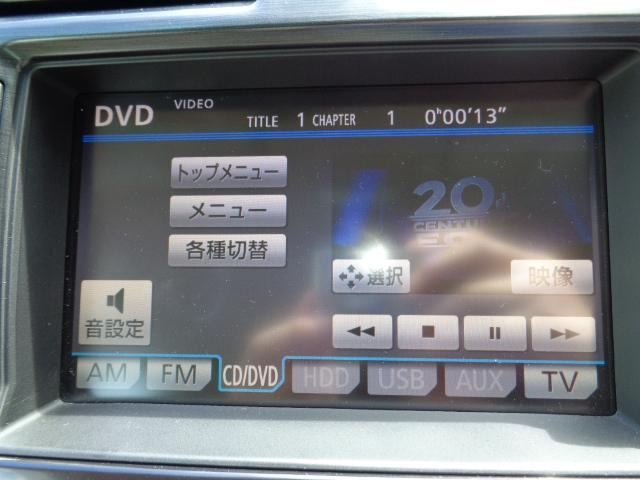 DVD VIDEO TITLE 1 CHAPTER 1 0h00'13"
トップメニュー
メニュー
各種切替
20
CENTU
選択
映像
音設定
AM FM CD/DVD HDD USB AUX TV